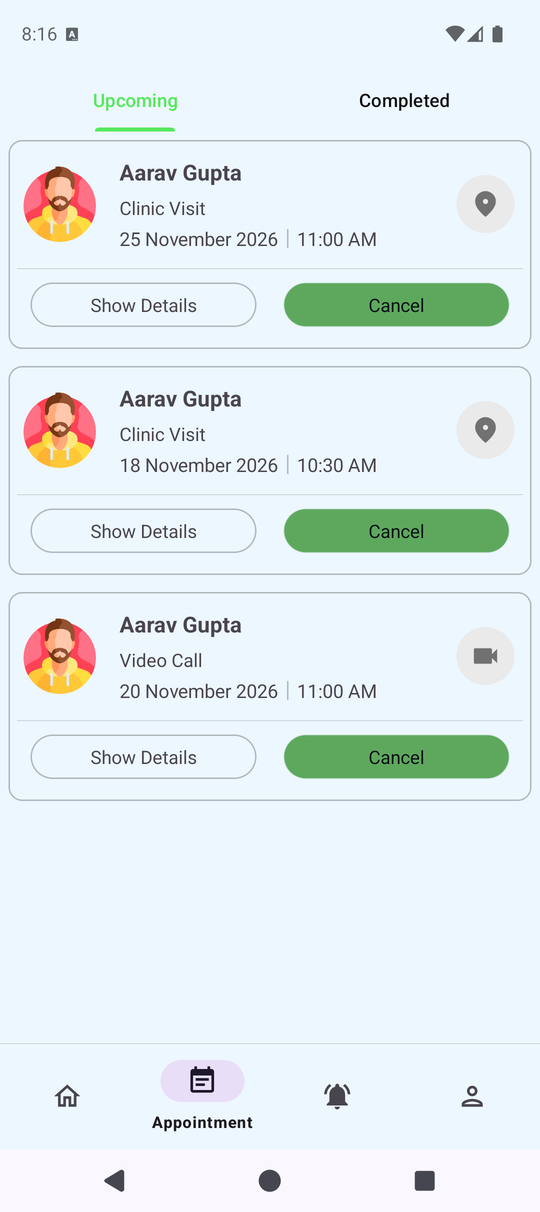 8:16
Upcoming
Completed
Aarav Gupta
Clinic Visit
25 November 2026 | 11:00 AM
Show Details
Cancel
Aarav Gupta
Clinic Visit
18 November 2026 | 10:30 AM
Show Details
Cancel
Aarav Gupta
Video Call
20 November 2026 | 11:00 AM
Show Details
Cancel
Appointment